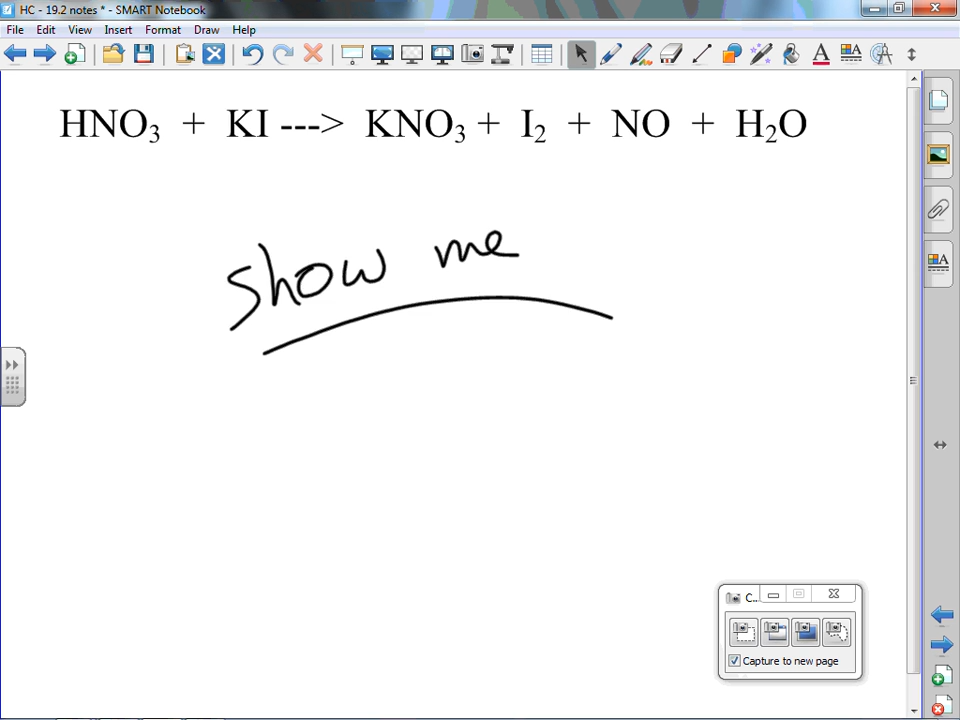 HC - 19.2 notes * - SMART Notebook
File Edit View Insert Format Draw Help
HNO₃ + KI ---> KNO₃ + I₂ + NO + H₂O
show me
C...
Capture to new page